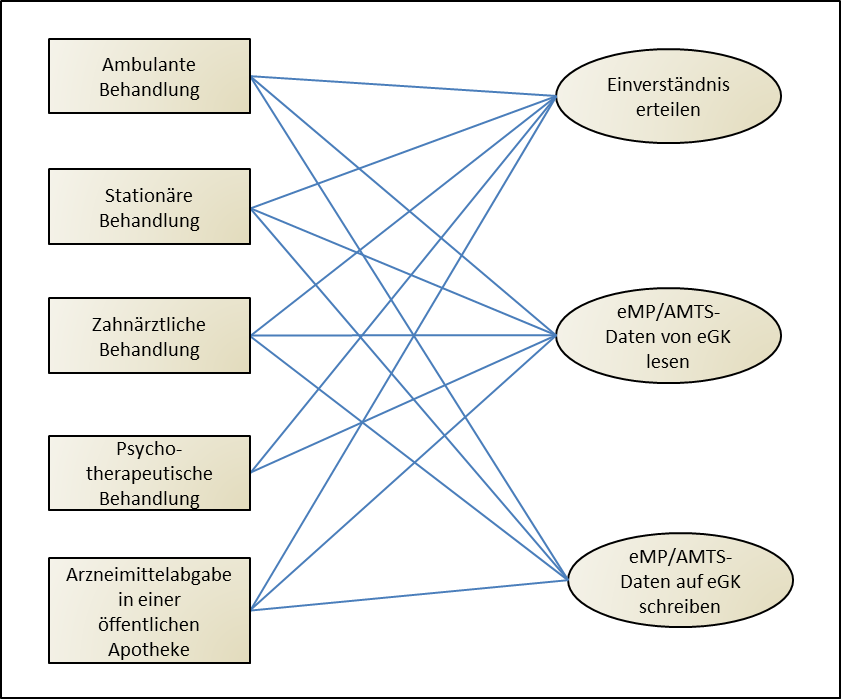 Ambulante
Behandlung
Stationäre
Behandlung
Zahnärztliche
Behandlung
Psycho-
therapeutische
Behandlung
Arzneimittelabgabe
in einer
öffentlichen
Apotheke
Einverständnis
erteilen
eMP/AMTS-
Daten von eGK
lesen
eMP/AMTS-
Daten auf eGK
schreiben